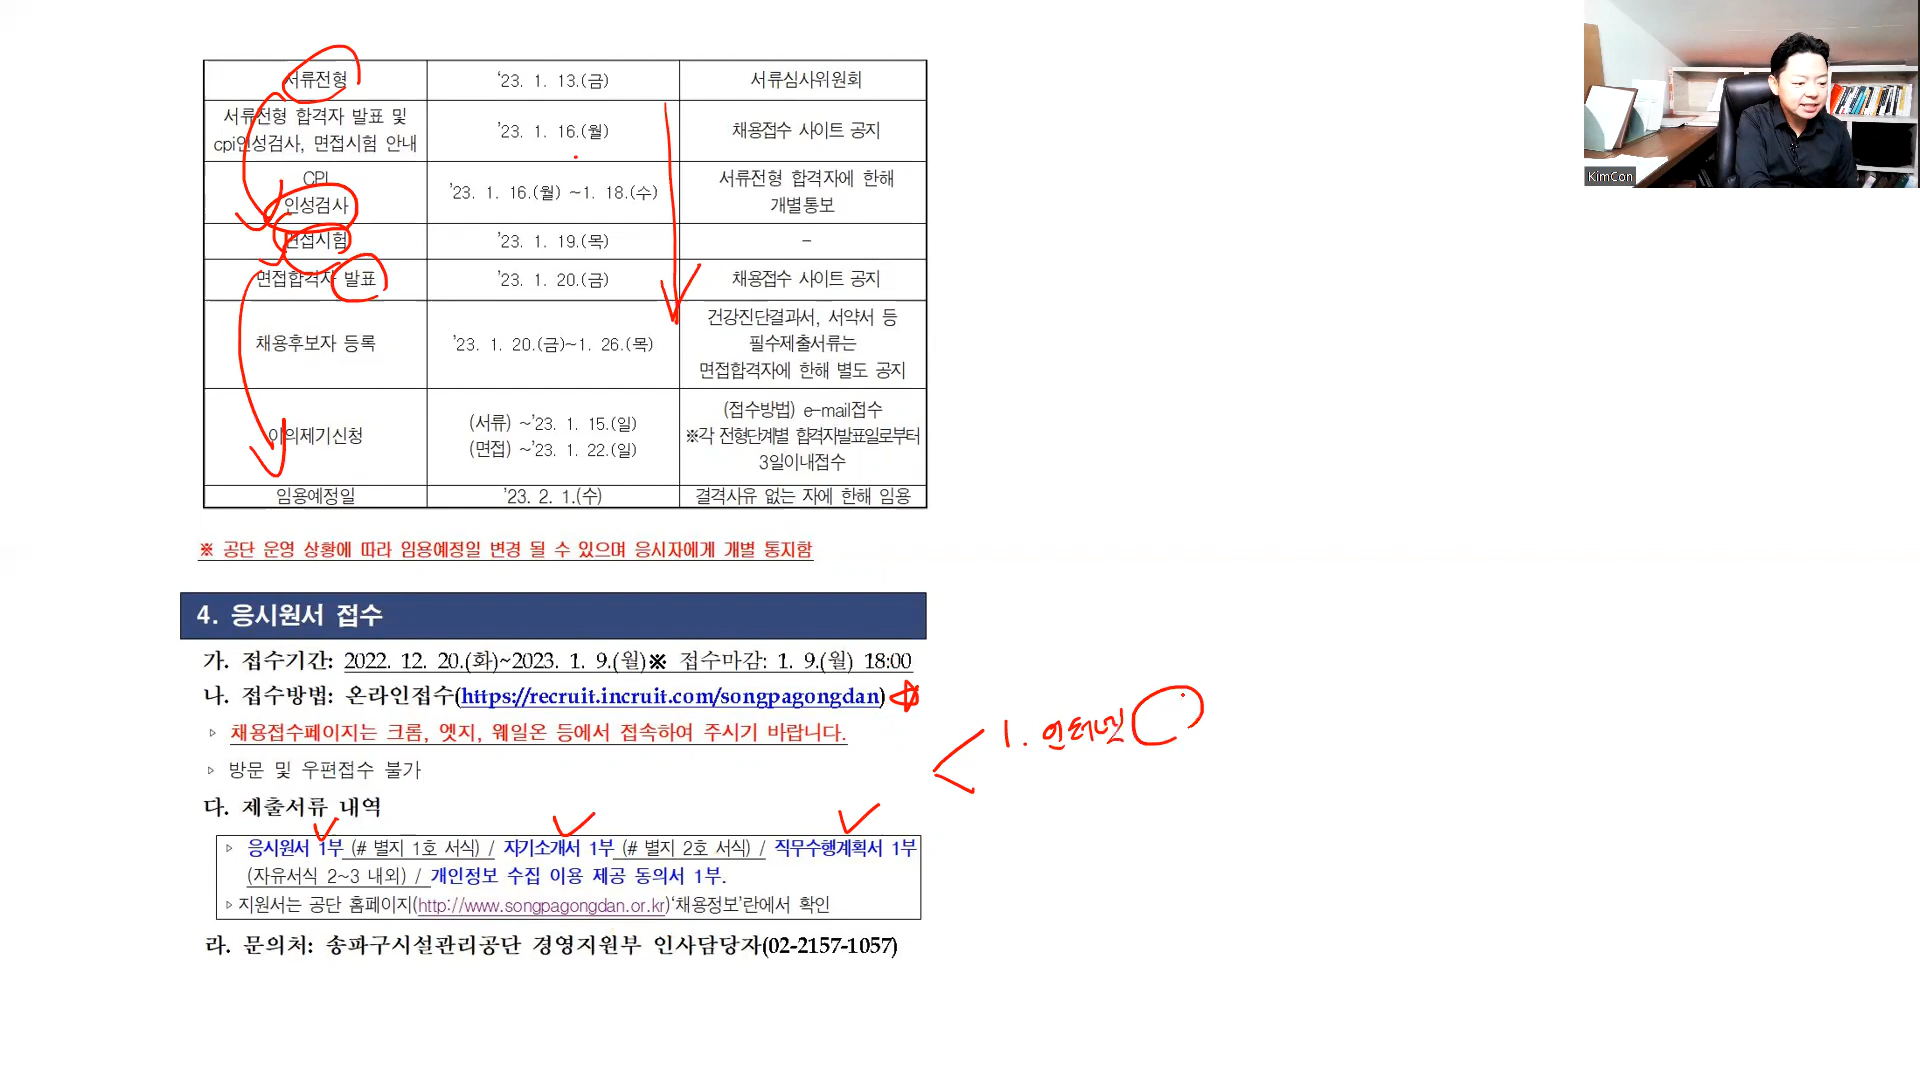 서류전형 '23. 1. 13.(금) 서류심사위원회
서류전형 합격자 발표 및
cpi인성검사, 면접시험 안내 '23. 1. 16.(월) 채용접수 사이트 공지
CPI
인성검사 '23. 1. 16.(월) ~1. 18.(수) 서류전형 합격자에 한해
개별통보
면접시험 '23. 1. 19.(목) -
면접합격자 발표 '23. 1. 20.(금) 채용접수 사이트 공지
채용후보자 등록 '23. 1. 20.(금)~1. 26.(목) 건강진단결과서, 서약서 등
필수제출서류는
면접합격자에 한해 별도 공지
이의제기신청 (서류) ~'23. 1. 15.(일)
(면접) ~'23. 1. 22.(일) (접수방법) e-mail접수
※각 전형단계별 합격자발표일로부터
3일이내접수
임용예정일 '23. 2. 1.(수) 결격사유 없는 자에 한해 임용
※ 공단 운영 상황에 따라 임용예정일 변경 될 수 있으며 응시자에게 개별 통지함
4. 응시원서 접수
가. 접수기간: 2022. 12. 20.(화)~2023. 1. 9.(월)※ 접수마감: 1. 9.(월) 18:00
나. 접수방법: 온라인접수(https://recruit.incruit.com/songpagongdan)
▹ 채용접수페이지는 크롬, 엣지, 웨일온 등에서 접속하여 주시기 바랍니다.
▹ 방문 및 우편접수 불가
1. 인터넷
다. 제출서류 내역
▹ 응시원서 1부 (# 별지 1호 서식) / 자기소개서 1부 (# 별지 2호 서식) / 직무수행계획서 1부
(자유서식 2~3 내외) / 개인정보 수집 이용 제공 동의서 1부.
▹지원서는 공단 홈페이지(http://www.songpagongdan.or.kr)'채용정보'란에서 확인
라. 문의처: 송파구시설관리공단 경영지원부 인사담당자(02-2157-1057)
KimCon